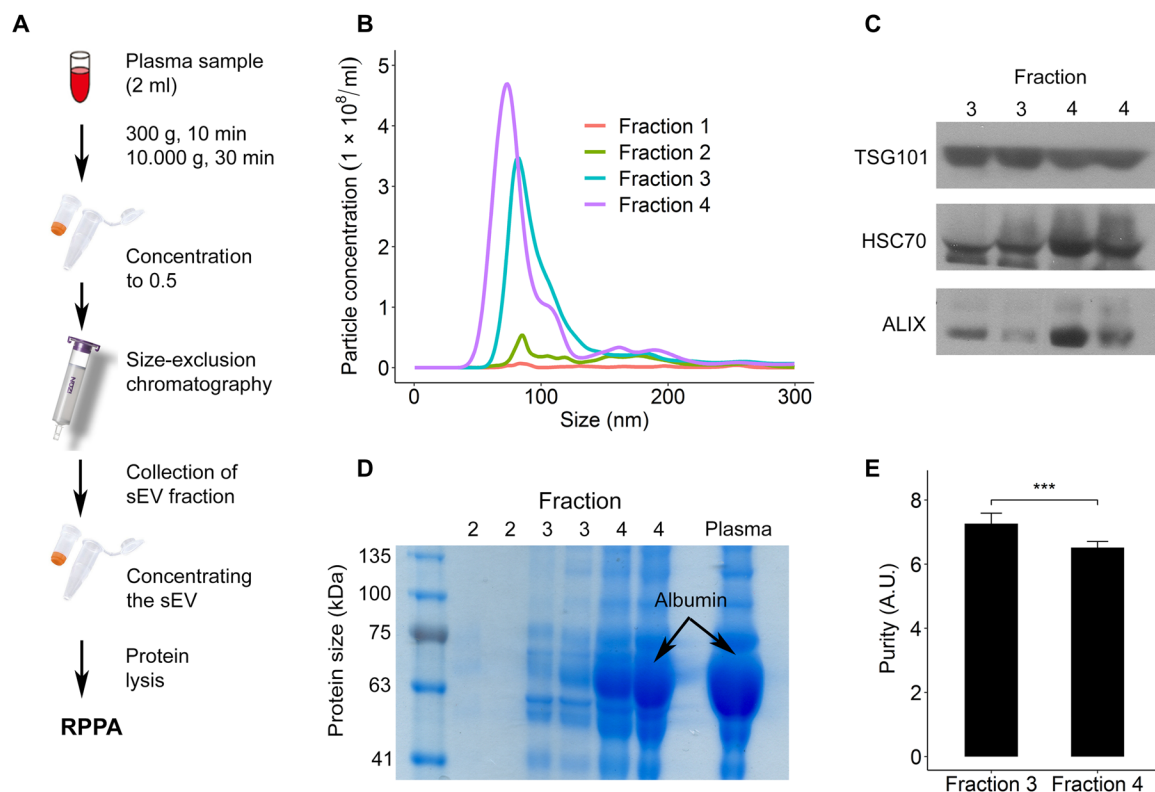 A
Plasma sample
(2 ml)
300 g, 10 min
10.000 g, 30 min
Concentration
to 0.5
Size-exclusion
chromatography
Collection of
sEV fraction
Concentrating
the sEV
Protein
lysis
RPPA
B
Particle concentration (1 × 10⁸/ml)
5
4
3
2
1
0
0 100 200 300
Size (nm)
Fraction 1
Fraction 2
Fraction 3
Fraction 4
C
Fraction
3 3 4 4
TSG101
HSC70
ALIX
D
Fraction
2 2 3 3 4 4 Plasma
Protein size (kDa)
135
100
75
63
41
Albumin
E
Purity (A.U.)
8
6
4
2
0
***
Fraction 3 Fraction 4